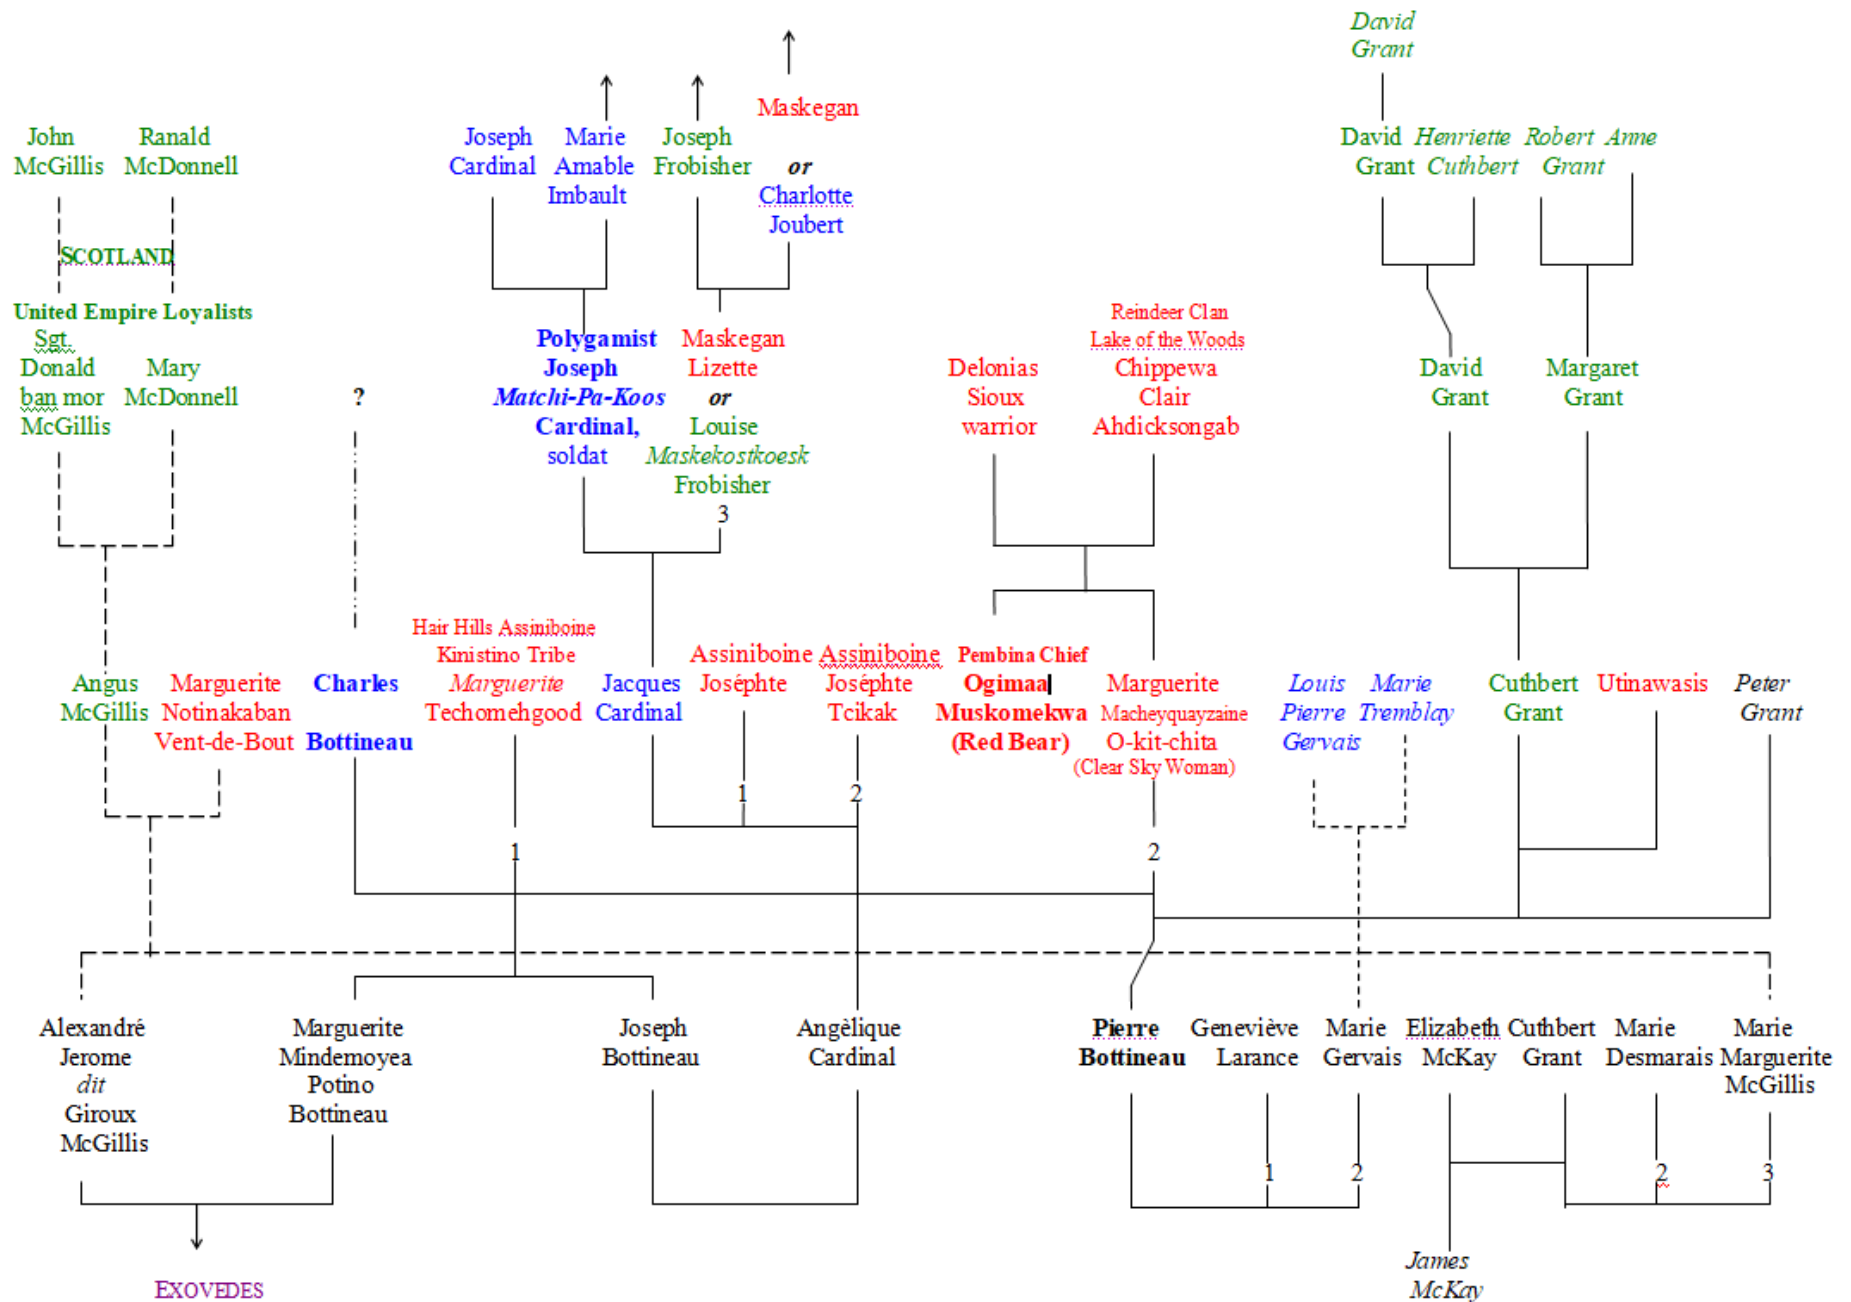 David
Grant
Maskegan
John
McGillis
Ranald
McDonnell
Joseph
Cardinal
Marie
Amable
Imbault
Joseph
Frobisher
or
Charlotte
Joubert
David
Grant
Henriette
Cuthbert
Robert Anne
Grant
SCOTLAND
United Empire Loyalists
Sgt.
Donald
ban mor
McGillis
Mary
McDonnell
?
Polygamist
Joseph
Matchi-Pa-Koos
Cardinal,
soldat
Maskegan
Lizette
or
Louise
Maskekostkoesk
Frobisher
3
Delonias
Sioux
warrior
Reindeer Clan
Lake of the Woods
Chippewa
Clair
Ahdicksongab
David
Grant
Margaret
Grant
Angus
McGillis
Marguerite
Notinakaban
Vent-de-Bout
Charles
Bottineau
Hair Hills Assiniboine
Kinistino Tribe
Marguerite
Techomehgood
Jacques
Cardinal
Assiniboine
Joséphte
Assiniboine
Joséphte
Tcikak
Pembina Chief
Ogimaa
Muskomekwa
(Red Bear)
Marguerite
Macheyquayzaine
O-kit-chita
(Clear Sky Woman)
Louis
Pierre
Gervais
Marie
Tremblay
Cuthbert
Grant
Utinawasis
Peter
Grant
1
2
1
2
Alexandré
Jerome
dit
Giroux
McGillis
Marguerite
Mindemoyea
Potino
Bottineau
Joseph
Bottineau
Angèlique
Cardinal
Pierre
Bottineau
Geneviève
Larance
Marie
Gervais
Elizabeth
McKay
Cuthbert
Grant
Marie
Desmarais
Marie
Marguerite
McGillis
1
2
2
3
EXOVEDES
James
McKay